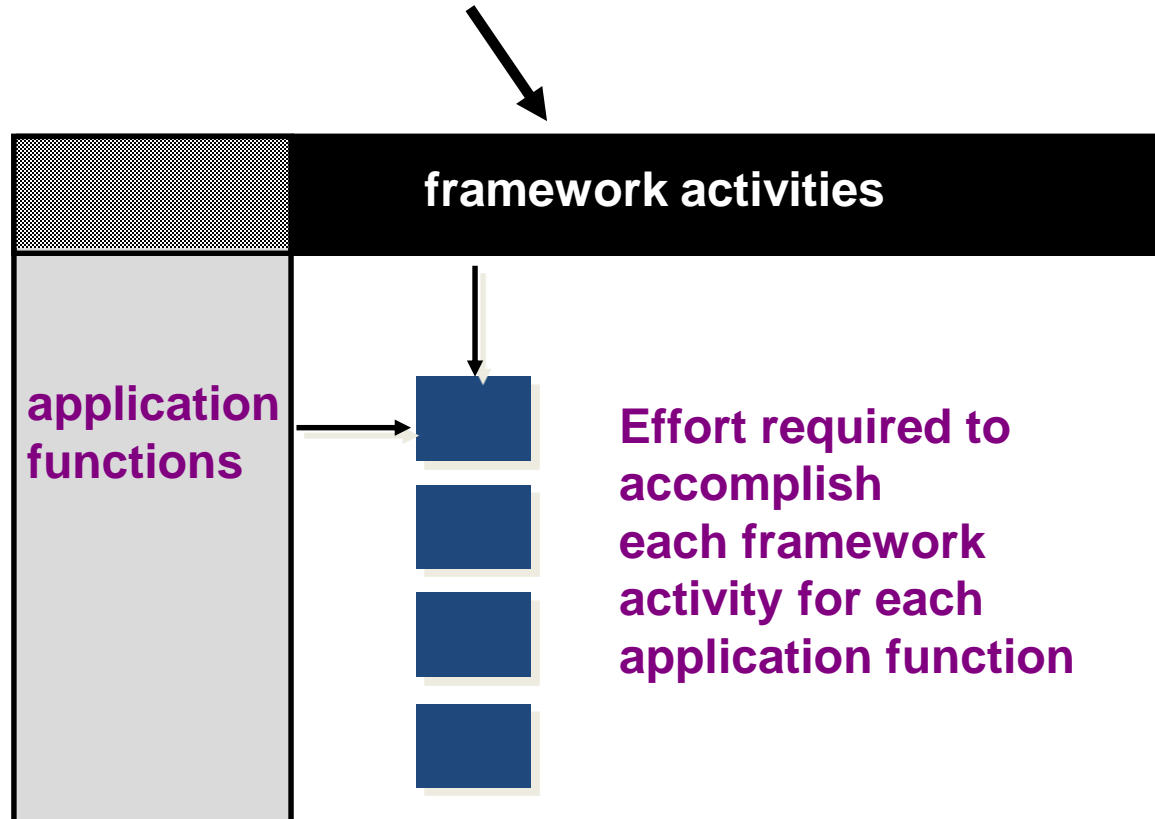 framework activities
application
functions
Effort required to
accomplish
each framework
activity for each
application function